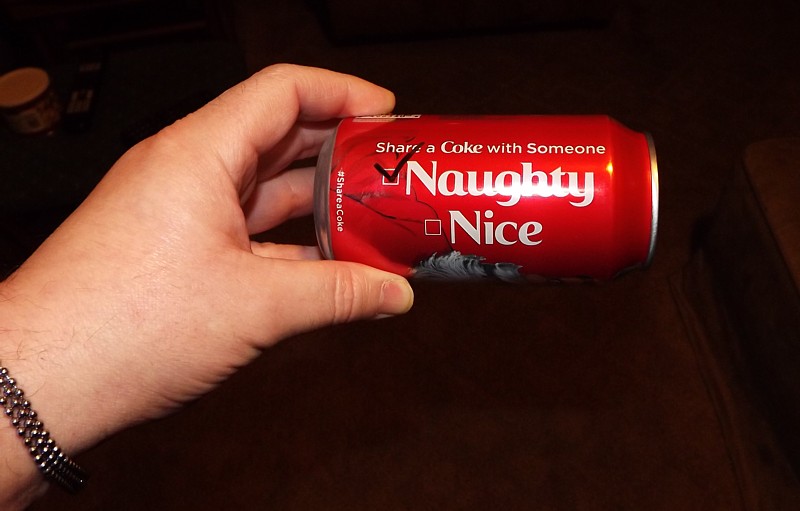 Share a Coke with Someone
Naughty
Nice
#ShareaCoke